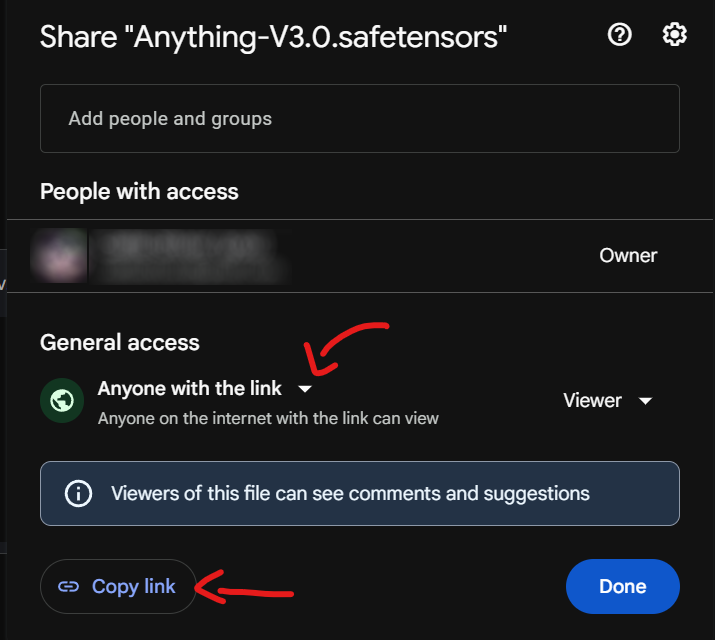 Share "Anything-V3.0.safetensors"
Add people and groups
People with access
Owner
General access
Anyone with the link
Anyone on the internet with the link can view
Viewer
Viewers of this file can see comments and suggestions
Copy link
Done